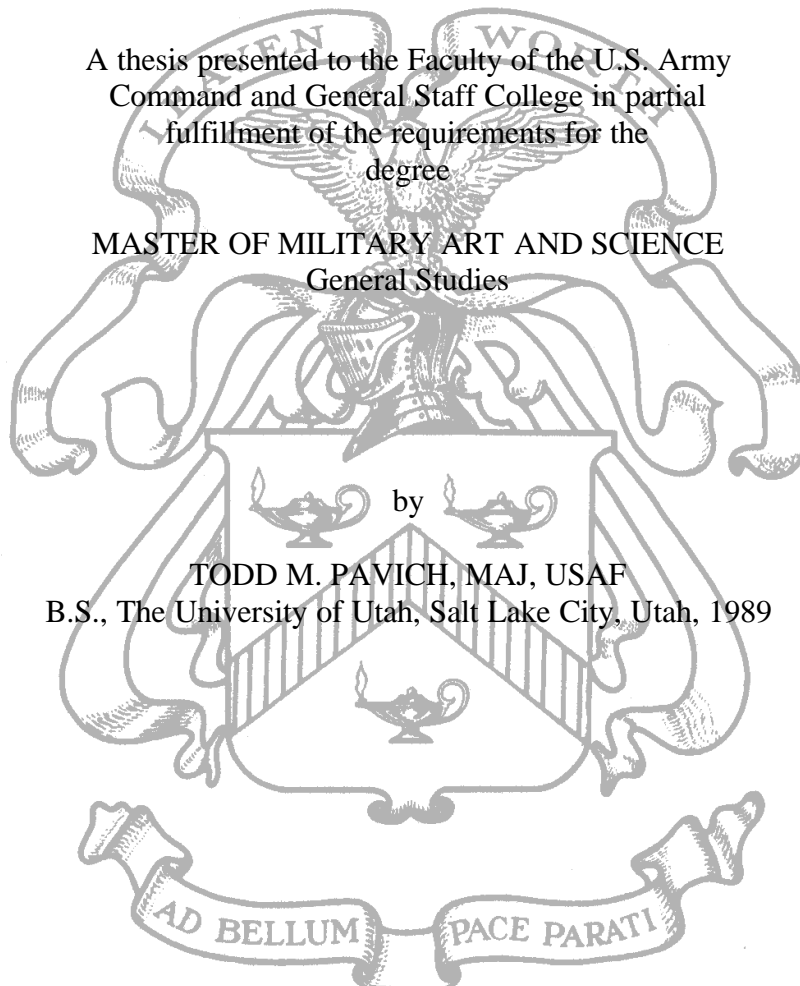 LEAVEN WORTH
A thesis presented to the Faculty of the U.S. Army
Command and General Staff College in partial
fulfillment of the requirements for the
degree
MASTER OF MILITARY ART AND SCIENCE
General Studies
by
TODD M. PAVICH, MAJ, USAF
B.S., The University of Utah, Salt Lake City, Utah, 1989
AD BELLUM PACE PARATI